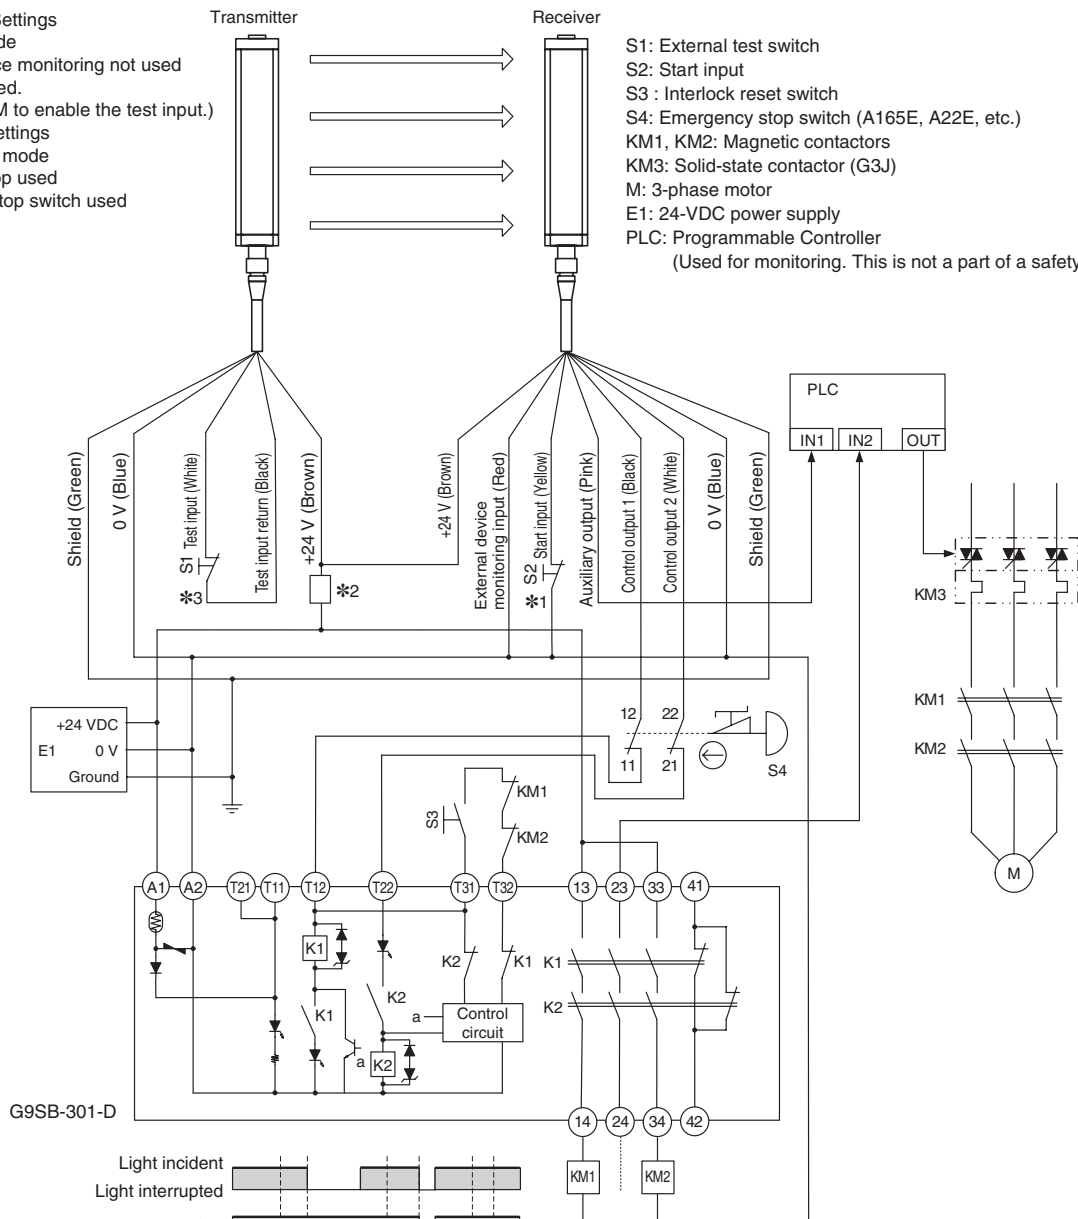 Settings
de
ce monitoring not used
ed.
M to enable the test input.)
ettings
mode
op used
top switch used
Transmitter
Receiver
S1: External test switch
S2: Start input
S3 : Interlock reset switch
S4: Emergency stop switch (A165E, A22E, etc.)
KM1, KM2: Magnetic contactors
KM3: Solid-state contactor (G3J)
M: 3-phase motor
E1: 24-VDC power supply
PLC: Programmable Controller
(Used for monitoring. This is not a part of a safety
PLC
IN1 IN2 OUT
Shield (Green)
0 V (Blue)
S1 Test input (White)
*3
Test input return (Black)
+24 V (Brown)
*2
+24 V (Brown)
External device
monitoring input (Red)
S2 Start input (Yellow)
*1
Auxiliary output (Pink)
Control output 1 (Black)
Control output 2 (White)
0 V (Blue)
Shield (Green)
KM3
KM1
KM2
M
E1
+24 VDC
0 V
Ground
12 22
11 21
S4
S3
KM1
KM2
A1 A2 T21 T11 T12 T22 T31 T32 13 23 33 41
K1
K2 K1
K1
K2
K1
K2
a
Control
circuit
a
K2
G9SB-301-D
14 24 34 42
KM1 KM2
Light incident
Light interrupted